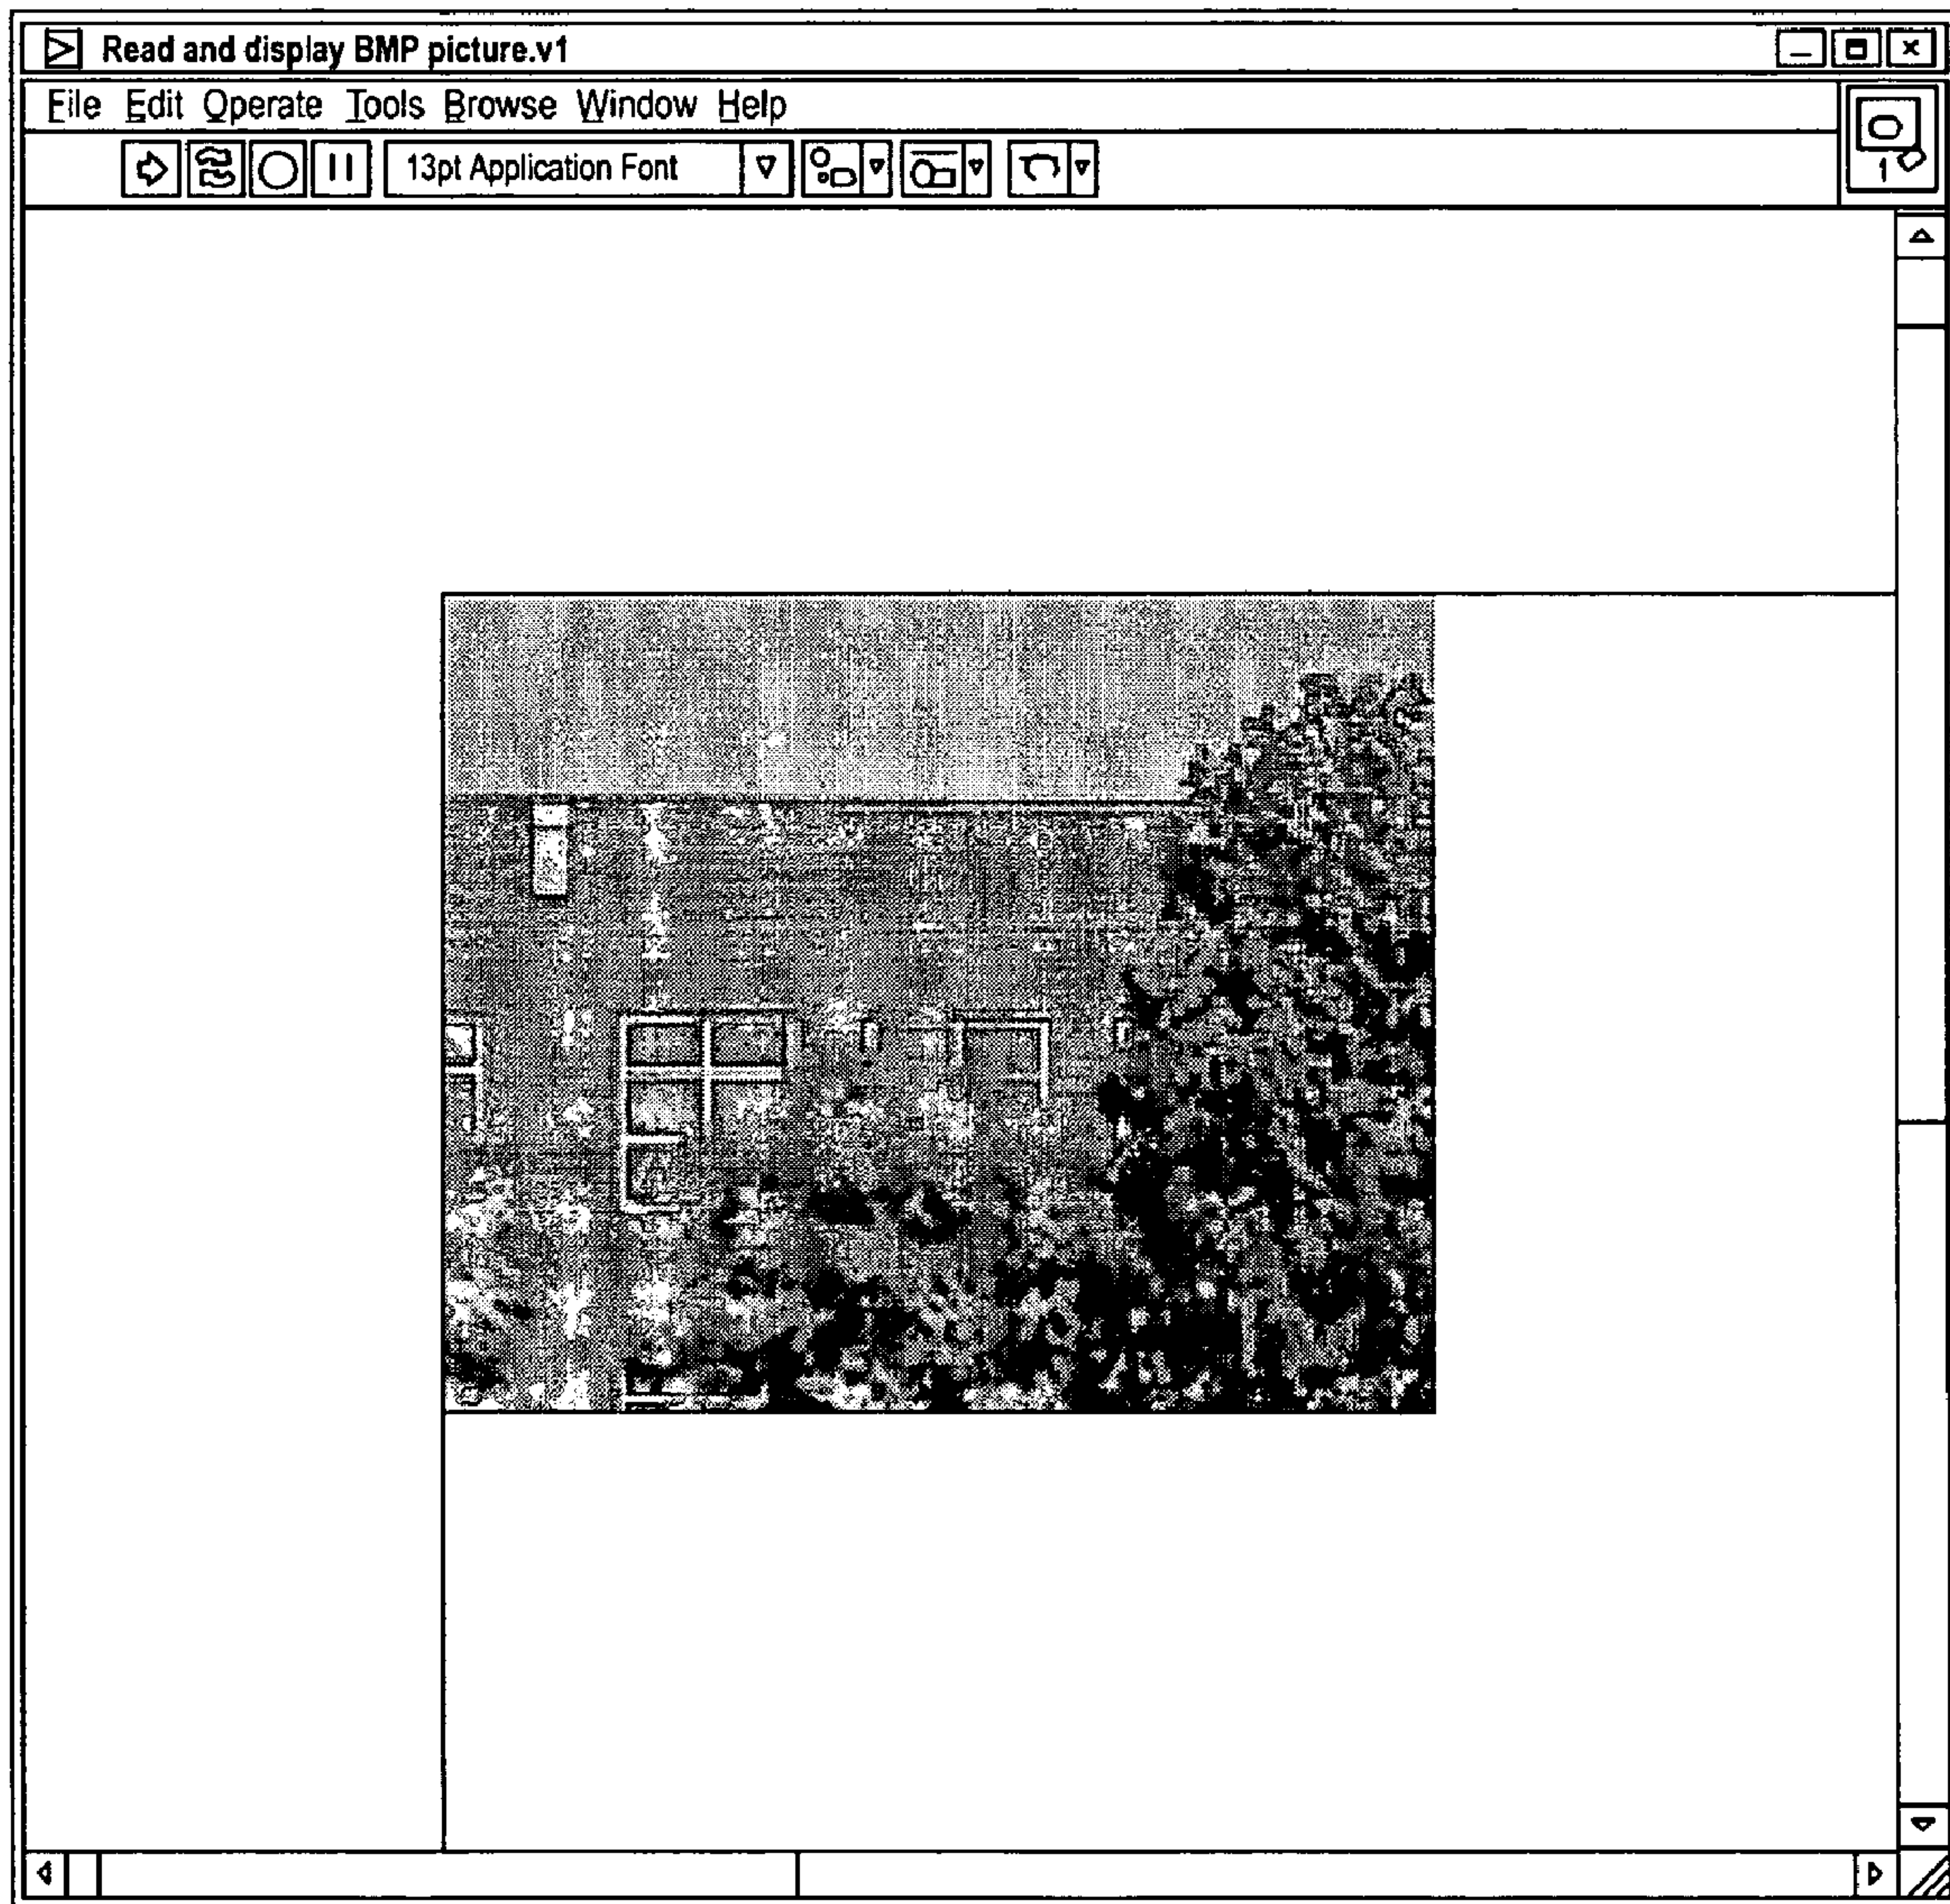 Read and display BMP picture.v1
File Edit Operate Tools Browse Window Help
13pt Application Font
1